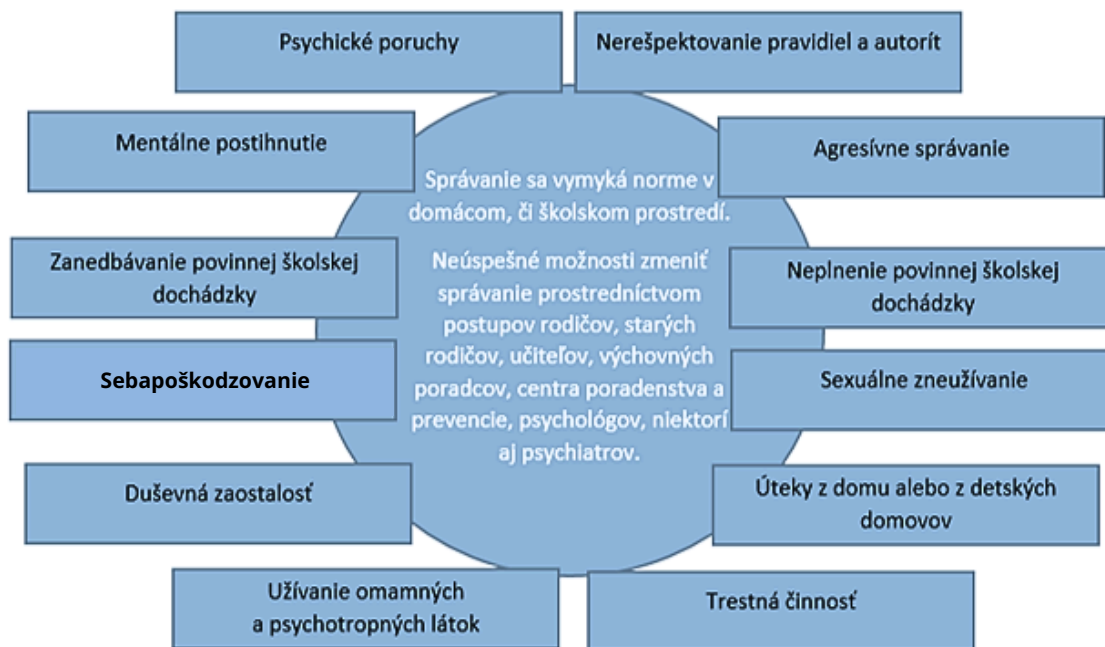 Psychické poruchy
Nerešpektovanie pravidiel a autorít
Mentálne postihnutie
Agresívne správanie
Správanie sa vymyká norme v
domácom, či školskom prostredí.
Neúspešné možnosti zmeniť
správanie prostredníctvom
postupov rodičov, starých
rodičov, učiteľov, výchovných
poradcov, centra poradenstva a
prevencie, psychológov, niektorí
aj psychiatrov.
Zanedbávanie povinnej školskej
dochádzky
Neplnenie povinnej školskej
dochádzky
Sebapoškodzovanie
Sexuálne zneužívanie
Duševná zaostalosť
Úteky z domu alebo z detských
domovov
Užívanie omamných
a psychotropných látok
Trestná činnosť